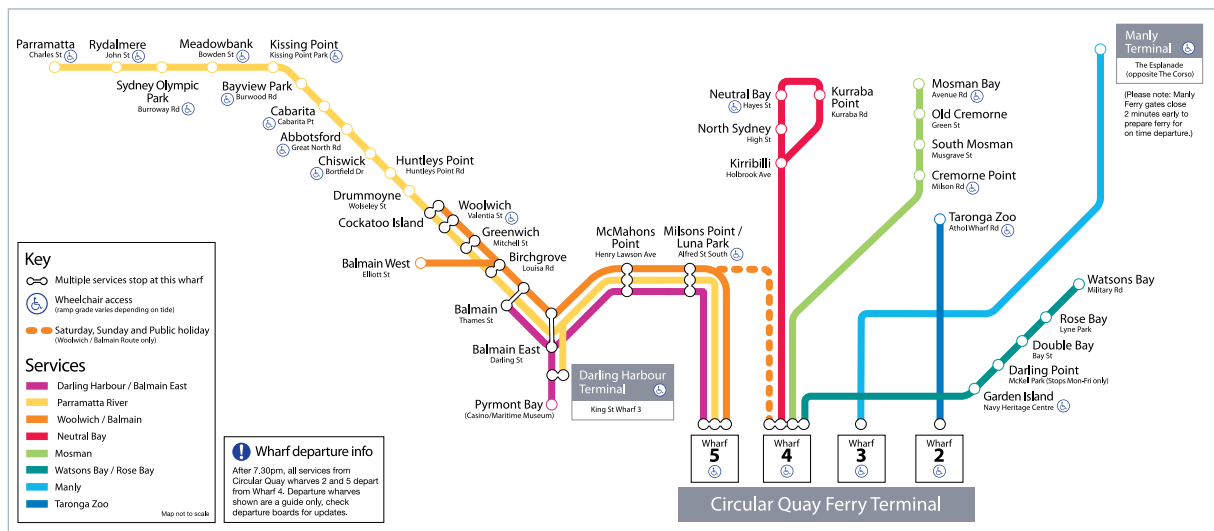 Parramatta
Charles St
Rydalmere
John St
Sydney Olympic
Park
Burroway Rd
Meadowbank
Bowden St
Kissing Point
Kissing Point Park
Bayview Park
Burwood Rd
Cabarita
Cabarita Pt
Abbotsford
Great North Rd
Chiswick
Bortfield Dr
Huntleys Point
Huntleys Point Rd
Drummoyne
Wolseley St
Cockatoo Island
Woolwich
Valentia St
Greenwich
Mitchell St
Birchgrove
Louisa Rd
Balmain West
Elliott St
Balmain
Thames St
Balmain East
Darling St
Darling Harbour
Terminal
King St Wharf 3
Pyrmont Bay
(Casino/Maritime Museum)
McMahons
Point
Henry Lawson Ave
Milsons Point /
Luna Park
Alfred St South
Neutral Bay
Hayes St
Kurraba
Point
Kurraba Rd
North Sydney
High St
Kirribilli
Holbrook Ave
Mosman Bay
Avenue Rd
Old Cremorne
Green St
South Mosman
Musgrave St
Cremorne Point
Milson Rd
Taronga Zoo
Athol Wharf Rd
Manly
Terminal
The Esplanade
(opposite The Corso)
(Please note: Manly
Ferry gates close
2 minutes early to
prepare ferry for
on time departure.)
Watsons Bay
Military Rd
Rose Bay
Lyne Park
Double Bay
Bay St
Darling Point
McKell Park (Stops Mon-Fri only)
Garden Island
Navy Heritage Centre
Key
Multiple services stop at this wharf
Wheelchair access
(ramp grade varies depending on tide)
Saturday, Sunday and Public holiday
(Woolwich / Balmain Route only)
Services
Darling Harbour / Balmain East
Parramatta River
Woolwich / Balmain
Neutral Bay
Mosman
Watsons Bay / Rose Bay
Manly
Taronga Zoo
Map not to scale
! Wharf departure info
After 7.30pm, all services from
Circular Quay wharves 2 and 5 depart
from Wharf 4. Departure wharves
shown are a guide only, check
departure boards for updates.
Wharf
5
Wharf
4
Wharf
3
Wharf
2
Circular Quay Ferry Terminal